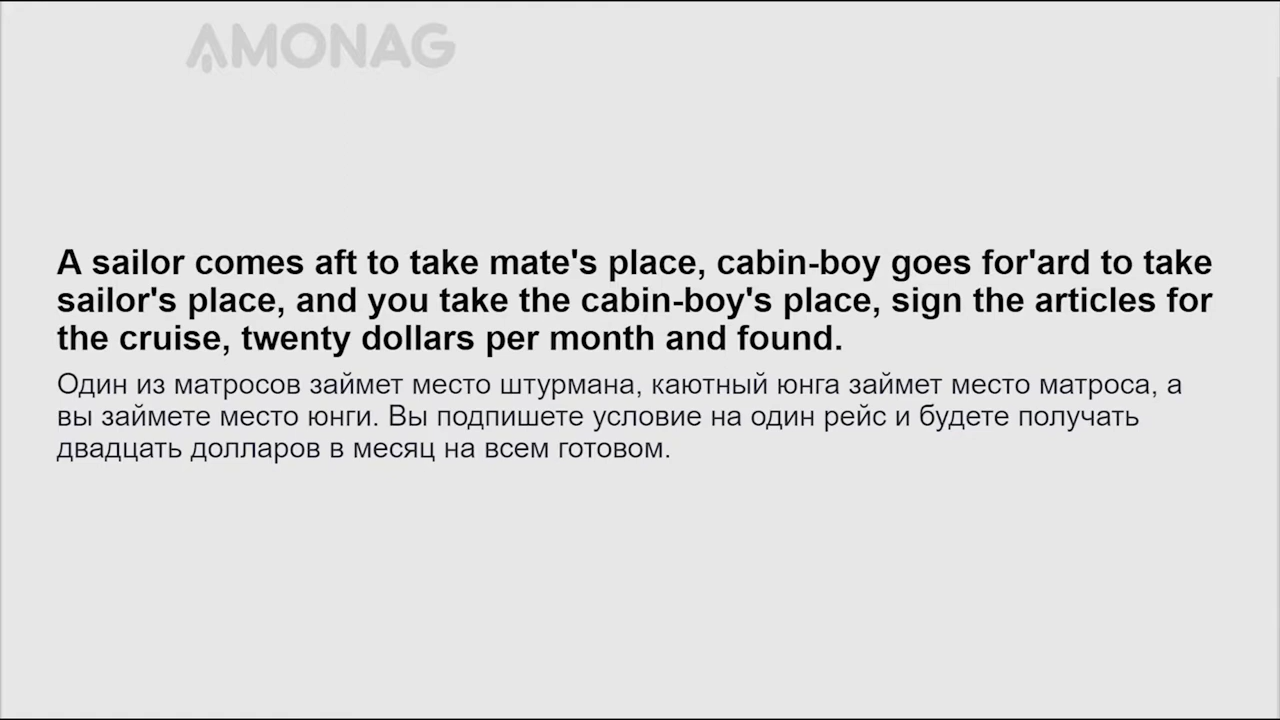 AMONAG
A sailor comes aft to take mate's place, cabin-boy goes for'ard to take
sailor's place, and you take the cabin-boy's place, sign the articles for
the cruise, twenty dollars per month and found.
Один из матросов займет место штурмана, каютный юнга займет место матроса, а
вы займете место юнги. Вы подпишете условие на один рейс и будете получать
двадцать долларов в месяц на всем готовом.